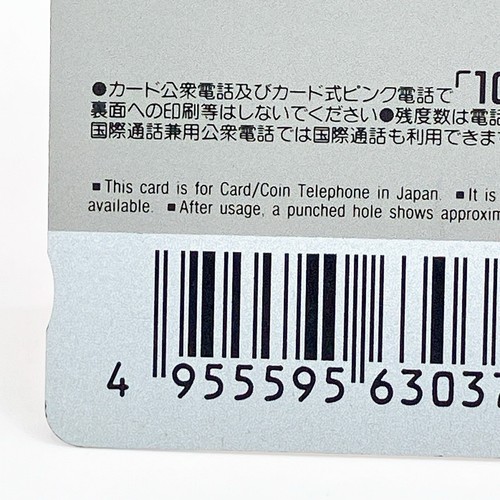 ●カード公衆電話及びカード式ピンク電話で「10
裏面への印刷等はしないでください●残度数は電話
国際通話兼用公衆電話では国際通話も利用できます
■This card is for Card/Coin Telephone in Japan. ■It is
available. ■After usage, a punched hole shows approxim
4 955595 63037